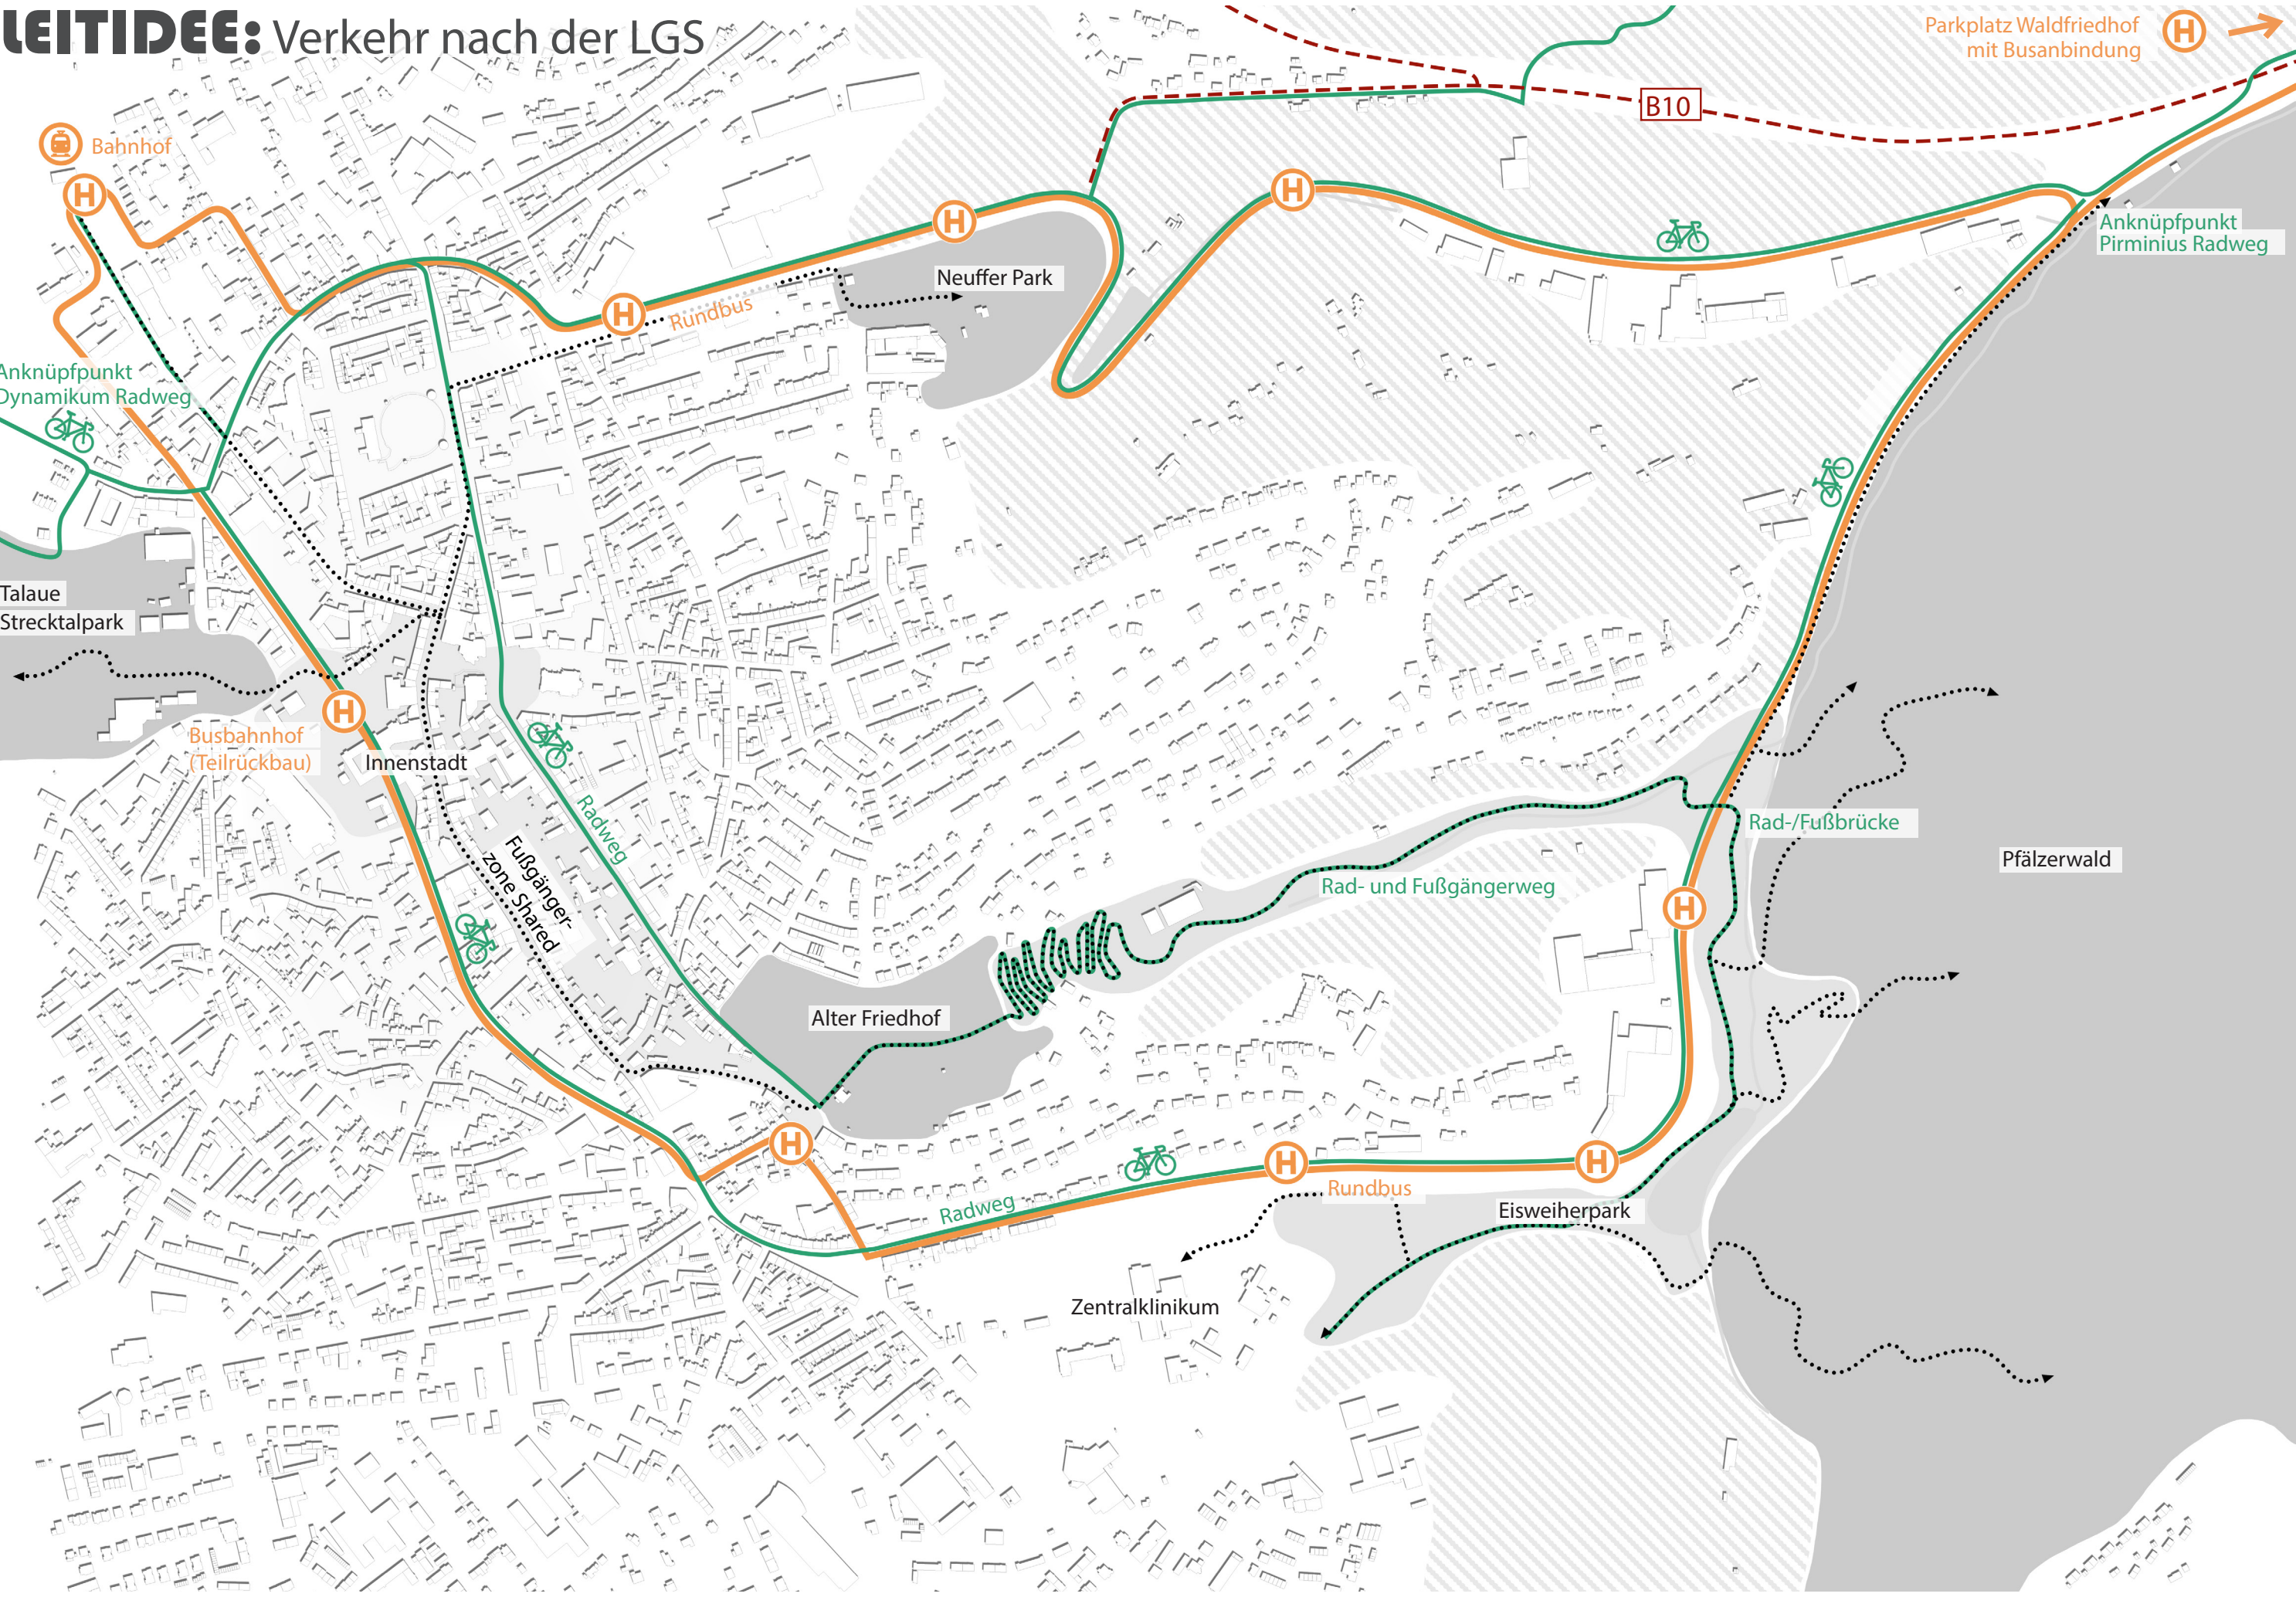 LEITIDEE: Verkehr nach der LGS
Parkplatz Waldfriedhof
mit Busanbindung
H
B10
Bahnhof
H
H
H
Anknüpfpunkt
Pirminius Radweg
Neuffer Park
H
Rundbus
Anknüpfpunkt
Dynamikum Radweg
Talaue
Strecktalpark
H
Busbahnhof
(Teilrückbau)
Innenstadt
Radweg
Fußgänger-
zone Shared
Rad-/Fußbrücke
Pfälzerwald
Rad- und Fußgängerweg
H
Alter Friedhof
H
H
H
Rundbus
Radweg
Eisweiherpark
Zentralklinikum